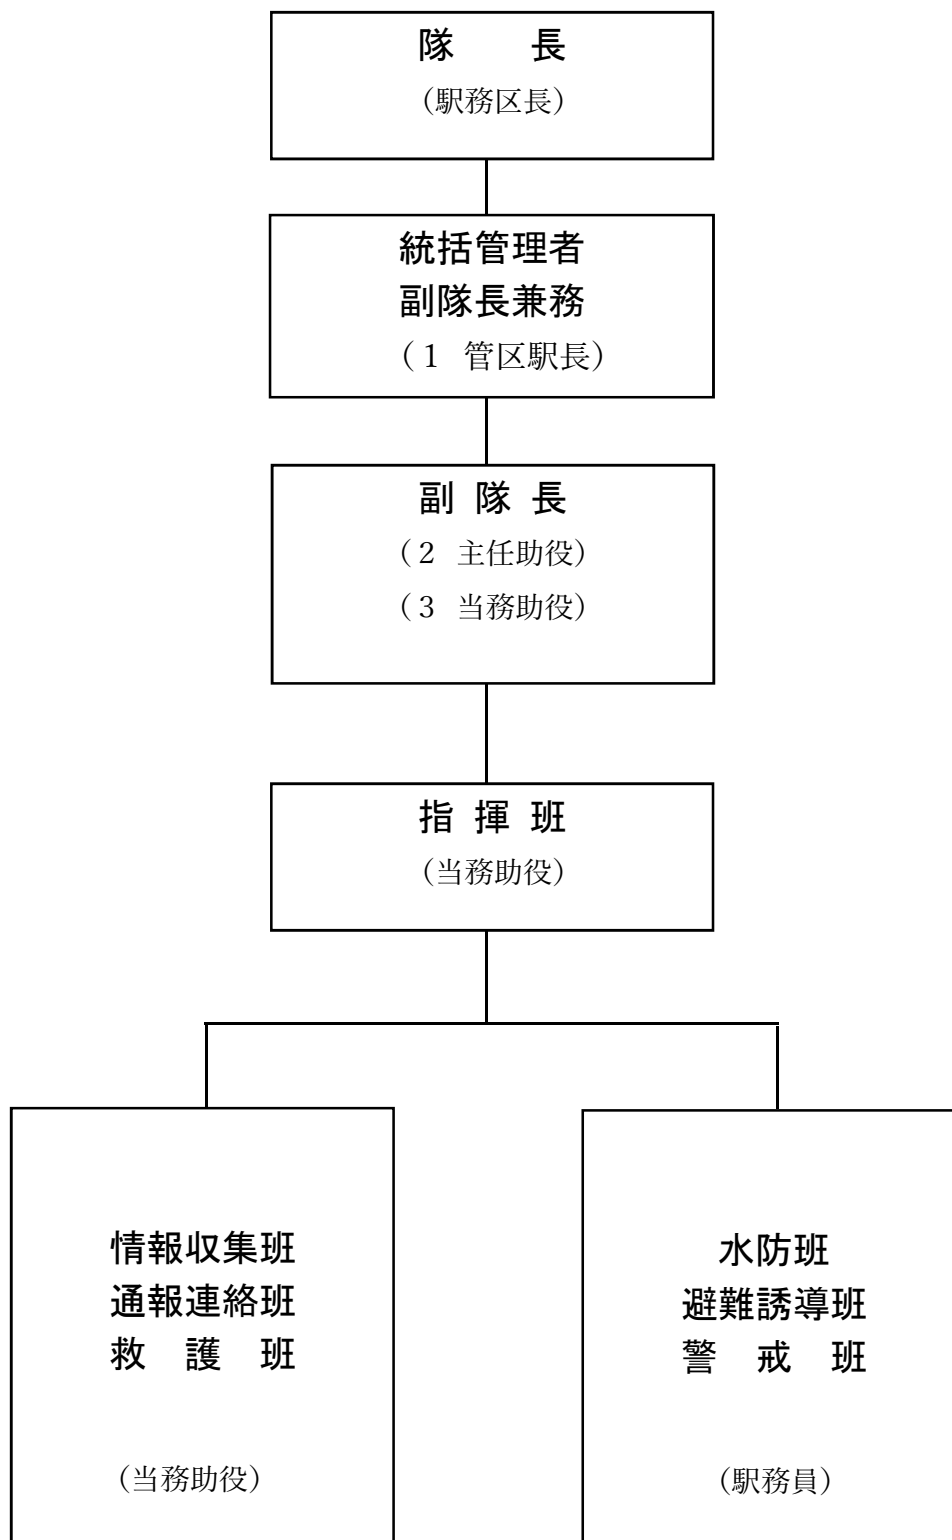 隊　　長
（駅務区長）
統括管理者
副隊長兼務
（１ 管区駅長）
副 隊 長
（２ 主任助役）
（３ 当務助役）
指 揮 班
（当務助役）
情報収集班
通報連絡班
救　護　班
（当務助役）
水防班
避難誘導班
警　戒　班
（駅務員）